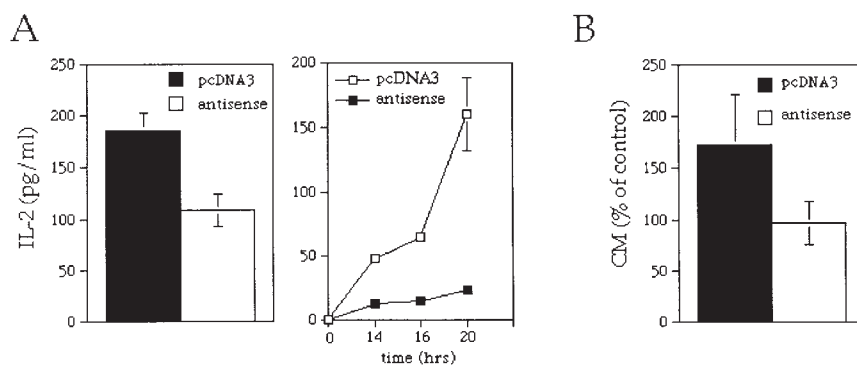 A
IL-2 (pg/ml)
250
200
150
100
50
0
pcDNA3
antisense
200
150
100
50
0
pcDNA3
antisense
0 14 16 20
time (hrs)
B
CM (% of control)
250
200
150
100
50
0
pcDNA3
antisense